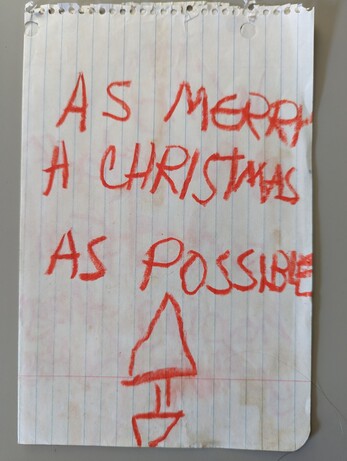 AS MERRY
A CHRISTMAS
AS POSSIBLE